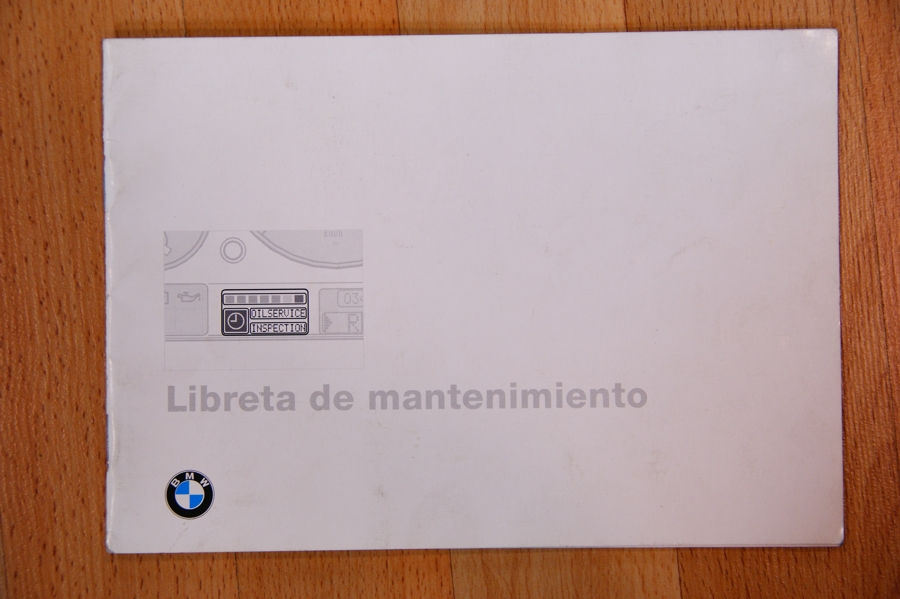 OILSERVICE
INSPECTION
R
Libreta de mantenimiento
BMW